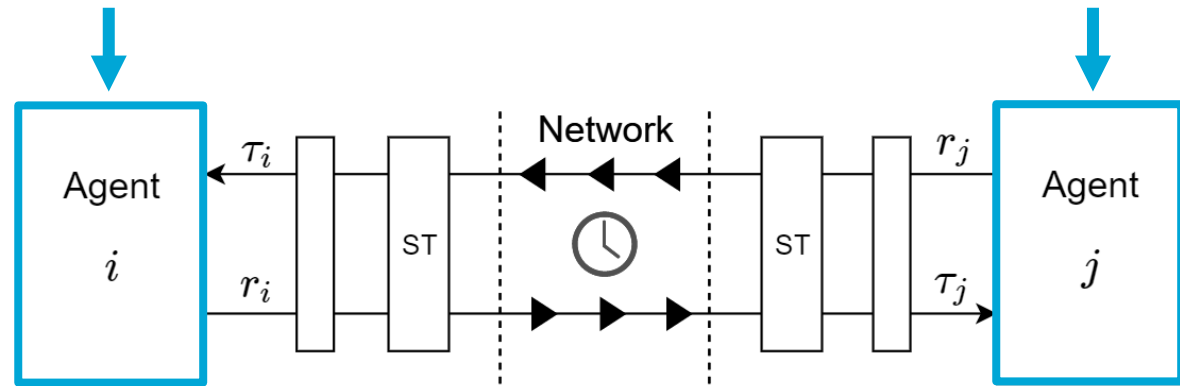 Network
τ_i
r_j
Agent
i
ST
ST
Agent
j
r_i
τ_j